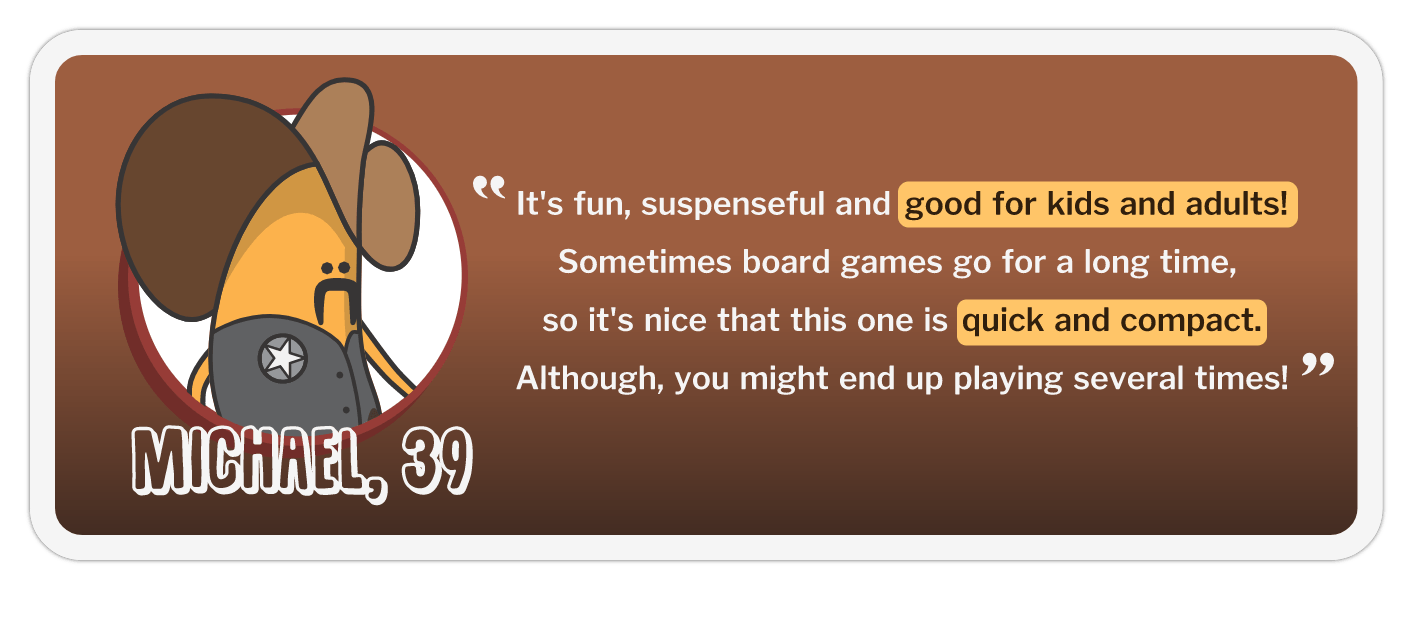 “It's fun, suspenseful and good for kids and adults!
Sometimes board games go for a long time,
so it's nice that this one is quick and compact.
Although, you might end up playing several times!”
MICHAEL, 39